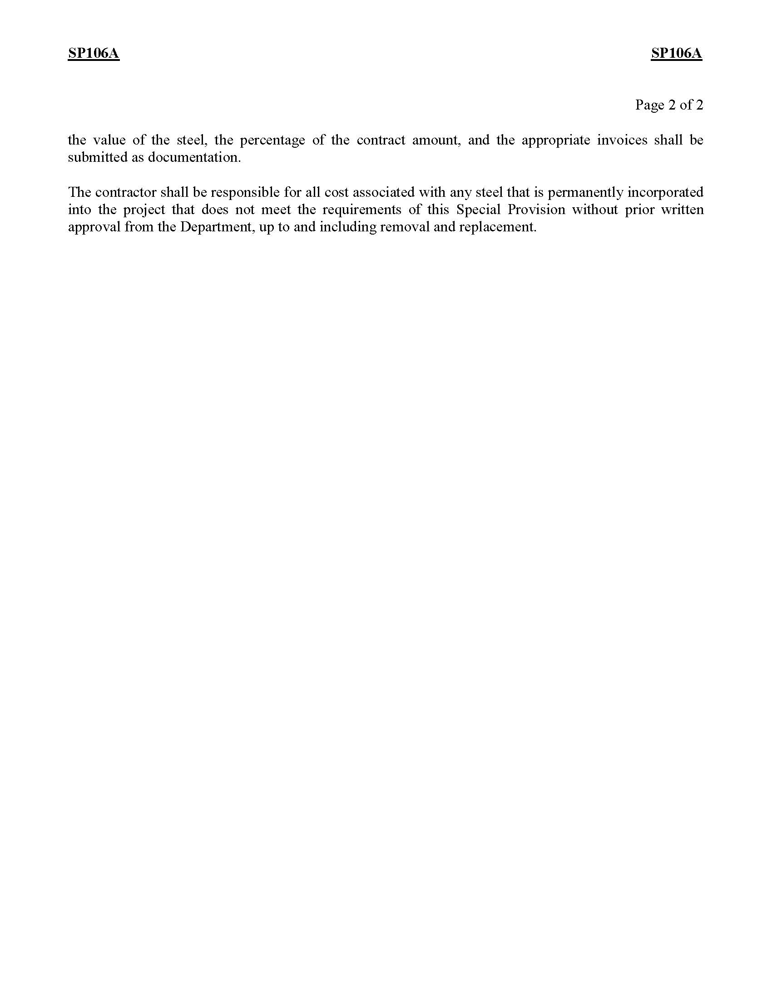 SP106A SP106A
Page 2 of 2
the value of the steel, the percentage of the contract amount, and the appropriate invoices shall be
submitted as documentation.
The contractor shall be responsible for all cost associated with any steel that is permanently incorporated
into the project that does not meet the requirements of this Special Provision without prior written
approval from the Department, up to and including removal and replacement.